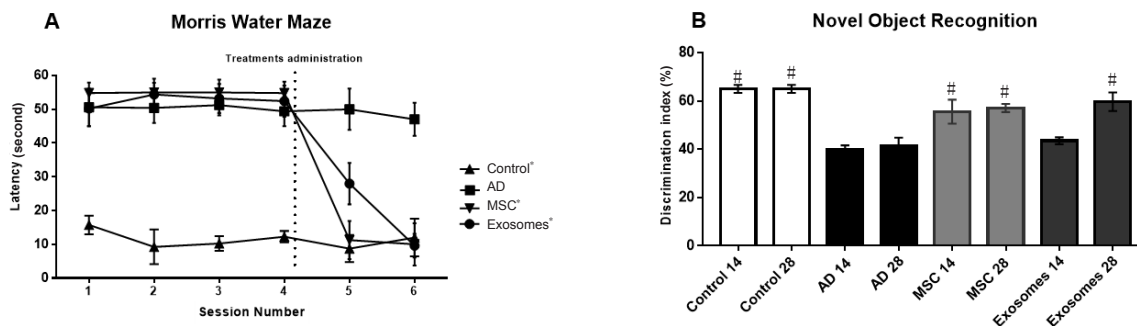 A
Morris Water Maze
Treatments administration
Latency (second)
60
50
40
30
20
10
0
1 2 3 4 5 6
Session Number
Control*
AD
MSC*
Exosomes*
B
Novel Object Recognition
Discrimination index (%)
80
60
40
20
0
# # # # #
Control 14
Control 28
AD 14
AD 28
MSC 14
MSC 28
Exosomes 14
Exosomes 28